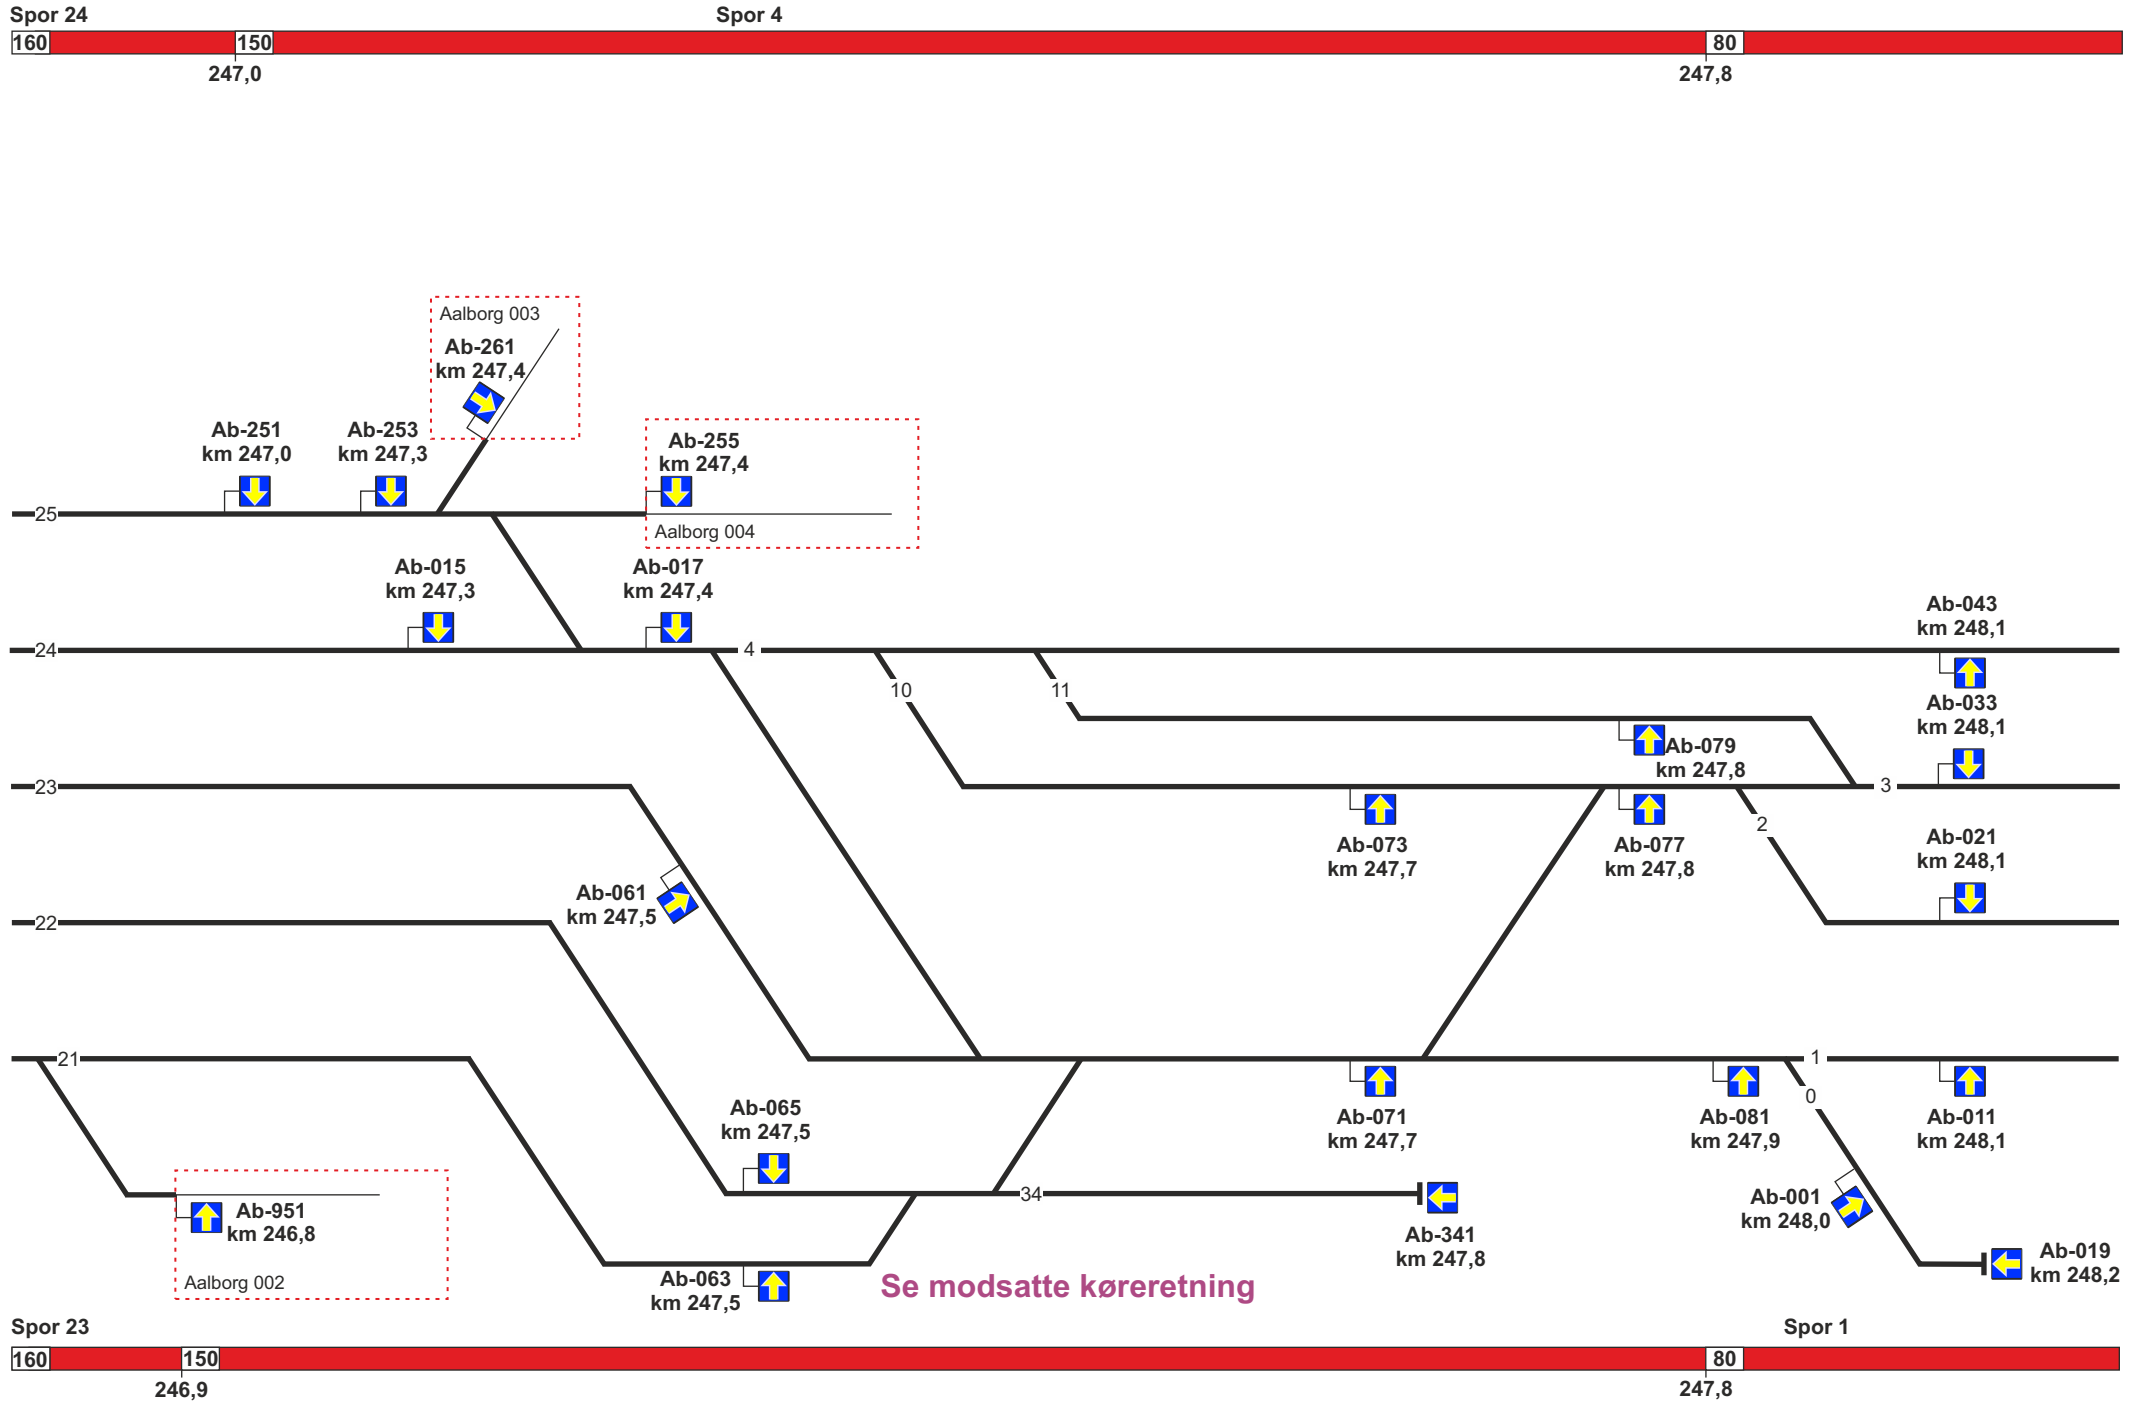 Spor 24
Spor 4
160
150
80
247,0
247,8
Aalborg 003
Ab-261
km 247,4
Ab-251
km 247,0
Ab-253
km 247,3
Ab-255
km 247,4
25
Aalborg 004
Ab-015
km 247,3
Ab-017
km 247,4
Ab-043
km 248,1
24
4
10
11
Ab-033
km 248,1
Ab-079
km 247,8
23
3
Ab-073
km 247,7
Ab-077
km 247,8
2
Ab-021
km 248,1
Ab-061
km 247,5
22
21
1
0
Ab-065
km 247,5
Ab-071
km 247,7
Ab-081
km 247,9
Ab-011
km 248,1
34
Ab-951
km 246,8
Aalborg 002
Ab-001
km 248,0
Ab-341
km 247,8
Ab-019
km 248,2
Ab-063
km 247,5
Se modsatte køreretning
Spor 23
Spor 1
160
150
80
246,9
247,8